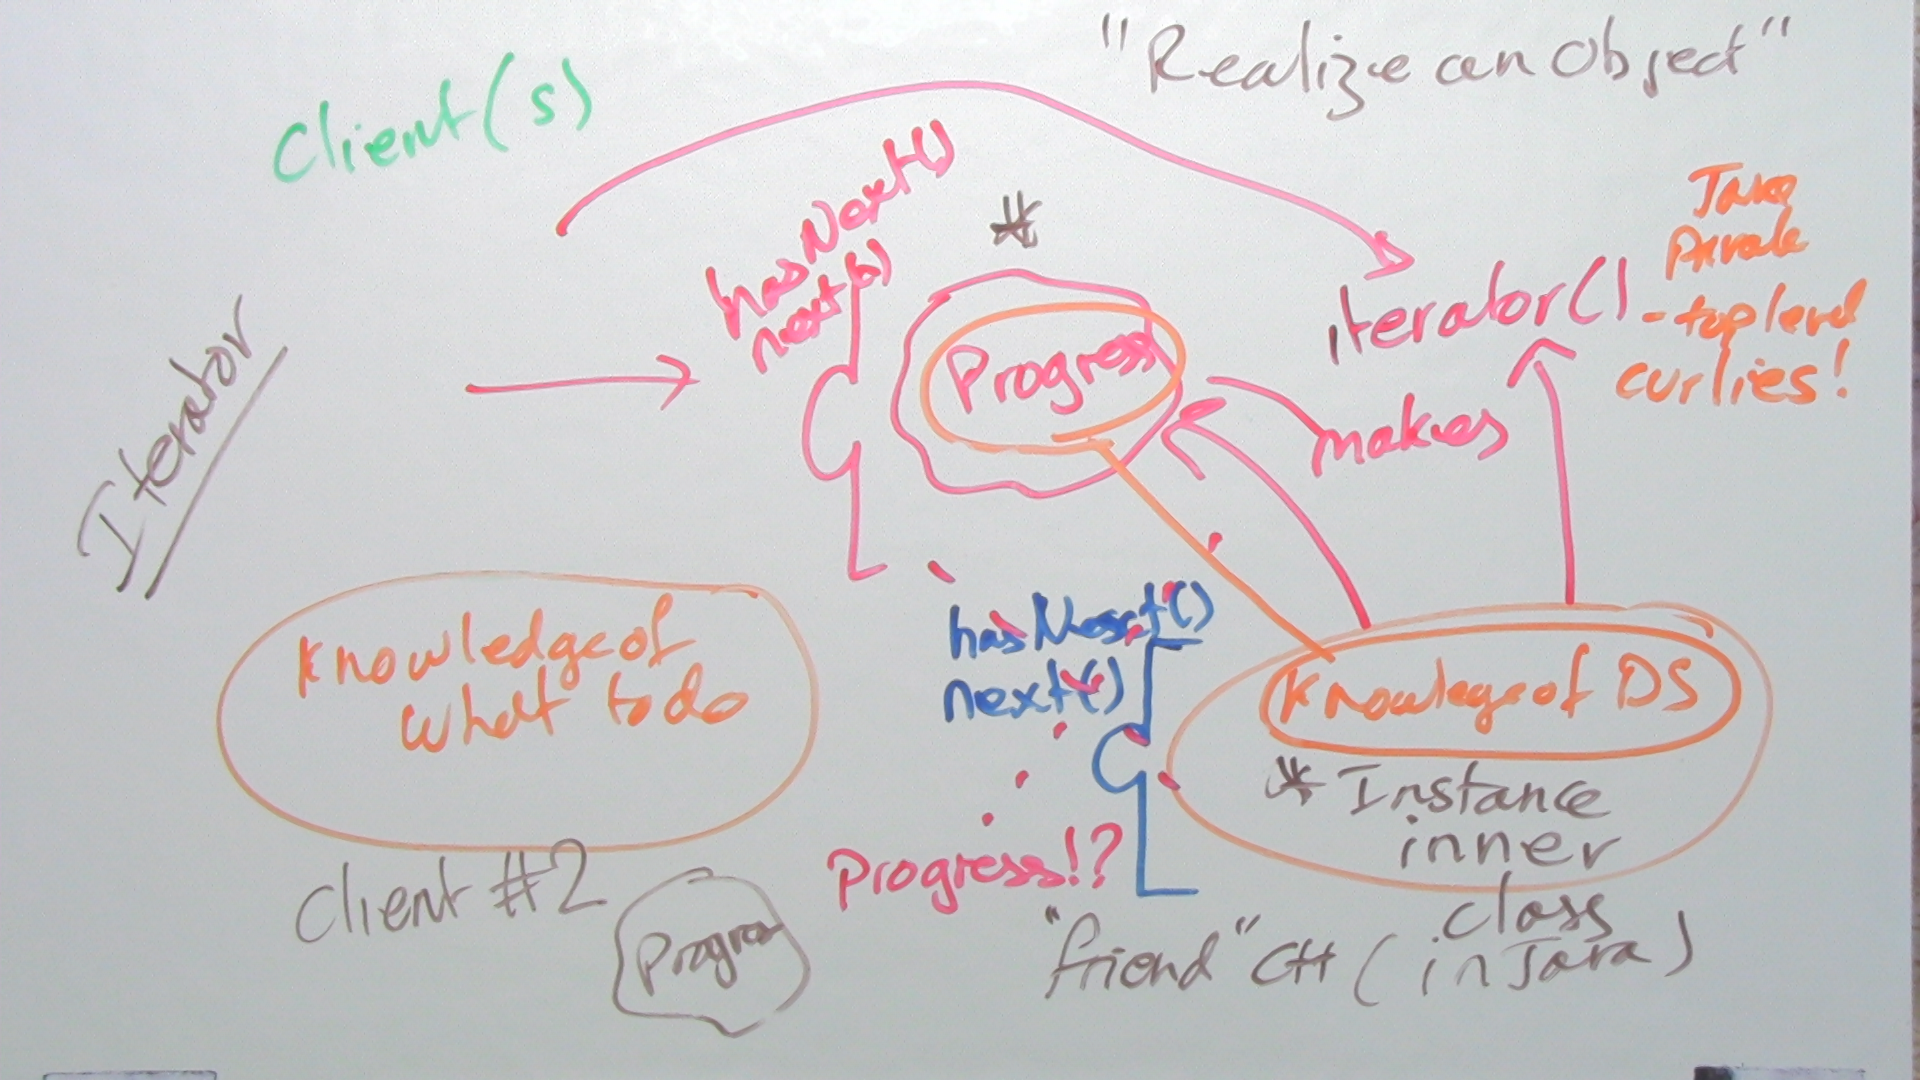 "Realize an Object"
Client(s)
hasNext()
next()
*
Java
Private
- top level
curlies!
iterator()
Progress
makes
Iterator
hasNext()
next()
Knowledge of
what to do
Knowlege of DS
* Instance
inner
class
in Java)
Progress!?
Client #2
Progress
"friend" C++ (